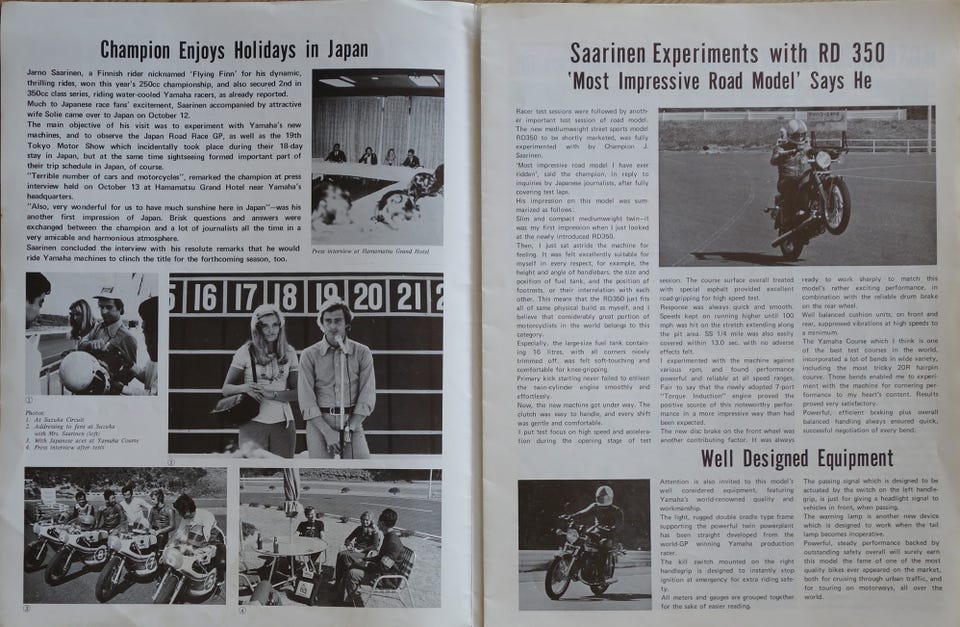 Champion Enjoys Holidays in Japan
Jarno Saarinen, a Finnish rider nicknamed 'Flying Finn' for his dynamic,
thrilling rides, won this year's 250cc championship, and also secured 2nd in
350cc class series, riding water-cooled Yamaha racers, as already reported.
Much to Japanese race fans' excitement, Saarinen accompanied by attractive
wife Solie came over to Japan on October 12.
The main objective of his visit was to experiment with Yamaha's new
machines, and to observe the Japan Road Race GP, as well as the 19th
Tokyo Motor Show which incidentally took place during their 18-day
stay in Japan, but at the same time sightseeing formed important part of
their trip schedule in Japan, of course.
"Terrible number of cars and motorcycles", remarked the champion at press
interview held on October 13 at Hamamatsu Grand Hotel near Yamaha's
headquarters.
"Also, very wonderful for us to have much sunshine here in Japan"—was his
another first impression of Japan. Brisk questions and answers were
exchanged between the champion and a lot of journalists all the time in a
very amicable and harmonious atmosphere.
Saarinen concluded the interview with his resolute remarks that he would
ride Yamaha machines to clinch the title for the forthcoming season, too.
Press interview at Hamamatsu Grand Hotel
5 16 17 18 19 20 21 2
①
Photos:
1. At Suzuka Circuit
2. Addressing to fans at Suzuka
with Mrs. Saarinen (left)
3. With Japanese aces at Yamaha Course
4. Press interview after tests
②
③
④
Saarinen Experiments with RD 350
'Most Impressive Road Model' Says He
Racer test sessions were followed by anoth-
er important test session of road model.
The new mediumweight street sports model
RD350 to be shortly marketed, was fully
experimented with by Champion J.
Saarinen.
'Most impressive road model I have ever
ridden', said the champion, in reply to
inquiries by Japanese journalists, after fully
covering test laps.
His impression on this model was sum-
marized as follows:
Slim and compact mediumweight twin—it
was my first impression when I just looked
at the newly introduced RD350.
Then, I just sat astride the machine for
feeling. It was felt excellently suitable for
myself in every respect, for example, the
height and angle of handlebars, the size and
position of fuel tank, and the position of
footrests, or their interrelation with each
other. This means that the RD350 just fits
all of same physical build as myself, and I
believe that considerably great portion of
motorcyclists in the world belongs to this
category.
Especially, the large-size fuel tank contain-
ing 16 litres, with all corners nicely
trimmed off, was felt soft-touching and
comfortable for knee-gripping.
Primary kick starting never failed to enliven
the twin-cylinder engine smoothly and
effortlessly.
Now, the new machine got under way. The
clutch was easy to handle, and every shift
was gentle and comfortable.
I put test focus on high speed and accelera-
tion during the opening stage of test
session. The course surface overall treated
with special asphalt provided excellent
road-gripping for high speed test.
Response was always quick and smooth.
Speeds kept on running higher until 100
mph was hit on the stretch extending along
the pit area. SS 1/4 mile was also easily
covered within 13.0 sec. with no adverse
effects felt.
I experimented with the machine against
various rpm, and found performance
powerful and reliable at all speed ranges.
Fair to say that the newly adopted 7-port
"Torque Induction" engine proved the
positive source of this noteworthy perfor-
mance in a more impressive way than had
been expected.
The new disc brake on the front wheel was
another contributing factor. It was always
ready to work sharply to match this
model's rather exciting performance, in
combination with the reliable drum brake
on the rear wheel.
Well balanced cushion units, on front and
rear, suppressed vibrations at high speeds to
a minimum.
The Yamaha Course which I think is one
of the best test courses in the world,
incorporated a lot of bends in wide variety,
including the most tricky 20R hairpin
course. Those bends enabled me to experi-
ment with the machine for cornering per-
formance to my heart's content. Results
proved very satisfactory.
Powerful, efficient braking plus overall
balanced handling always ensured quick,
successful negotiation of every bend.
Well Designed Equipment
Attention is also invited to this model's
well considered equipment, featuring
Yamaha's world-renowned quality and
workmanship.
The light, rugged double cradle type frame
supporting the powerful twin powerplant
has been straight developed from the
world-GP winning Yamaha production
racer.
The kill switch mounted on the right
handlegrip is designed to instantly stop
ignition at emergency for extra riding safe-
ty.
All meters and gauges are grouped together
for the sake of easier reading.
The passing signal which is designed to be
actuated by the switch on the left handle-
grip, is just for giving a headlight signal to
vehicles in front, when passing.
The warning lamp is another new device
which is designed to work when the tail
lamp becomes inoperative.
Powerful, steady performance backed by
outstanding safety overall will surely earn
this model the fame of one of the most
quality bikes ever appeared on the market,
both for cruising through urban traffic, and
for touring on motorways, all over the
world.